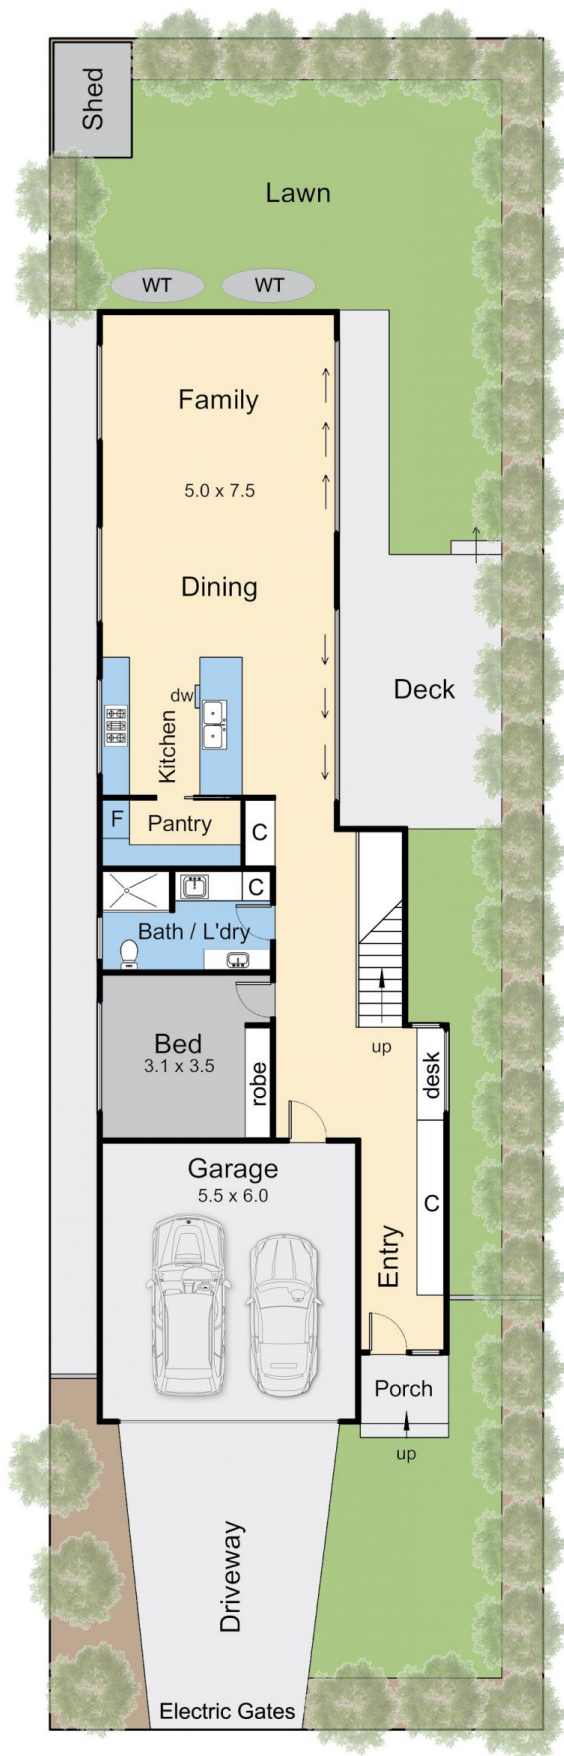 Shed
Lawn
WT
WT
Family
5.0 x 7.5
Dining
dw
Kitchen
Deck
F
Pantry
C
C
Bath / L'dry
up
Bed
3.1 x 3.5
robe
desk
Garage
5.5 x 6.0
C
Entry
Porch
up
Driveway
Electric Gates